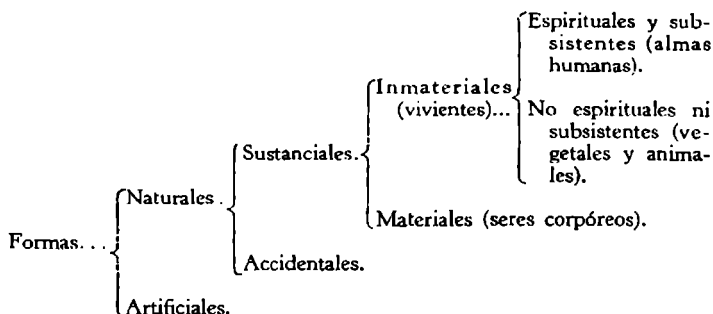 Espirituales y sub-
sistentes (almas
humanas).
Inmateriales
(vivientes)...
No espirituales ni
subsistentes (ve-
getales y anima-
les).
Sustanciales.
Naturales .
Materiales (seres corpóreos).
Formas...
Accidentales.
Artificiales.